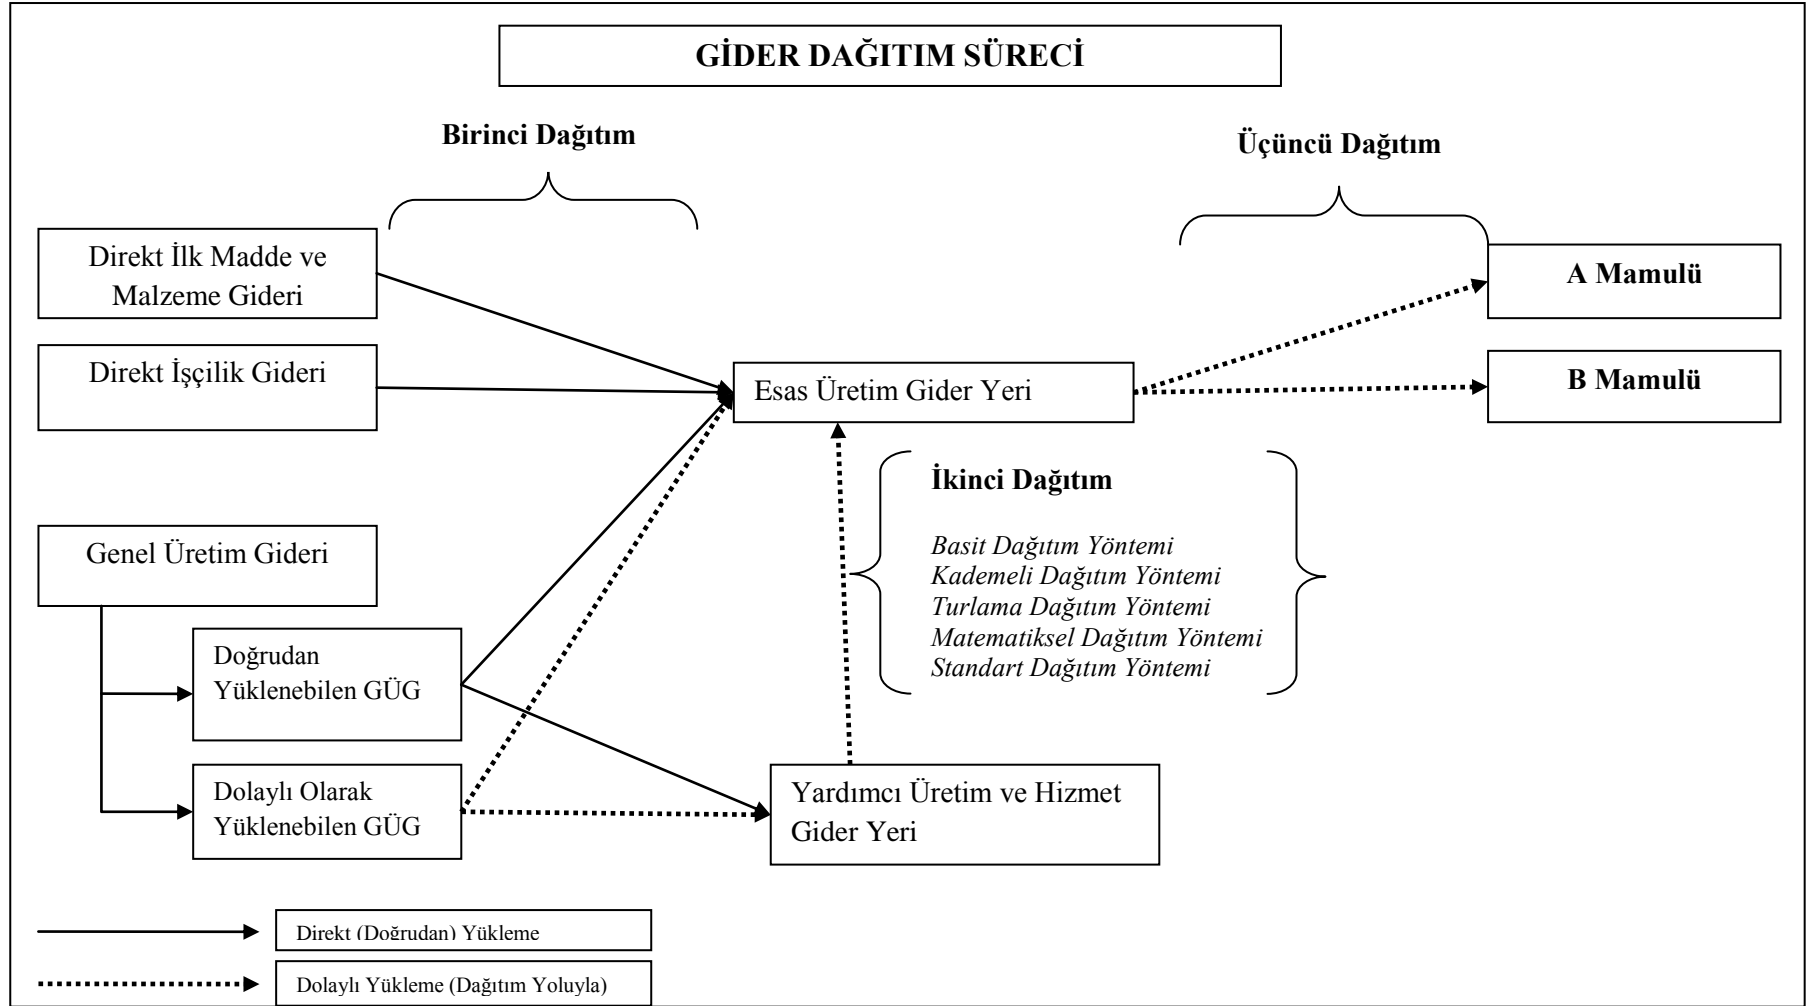 GİDER DAĞITIM SÜRECİ
Birinci Dağıtım
Üçüncü Dağıtım
Direkt İlk Madde ve
Malzeme Gideri
A Mamulü
Direkt İşçilik Gideri
Esas Üretim Gider Yeri
B Mamulü
İkinci Dağıtım
Basit Dağıtım Yöntemi
Kademeli Dağıtım Yöntemi
Turlama Dağıtım Yöntemi
Matematiksel Dağıtım Yöntemi
Standart Dağıtım Yöntemi
Genel Üretim Gideri
Doğrudan
Yüklenebilen GÜG
Dolaylı Olarak
Yüklenebilen GÜG
Yardımcı Üretim ve Hizmet
Gider Yeri
Direkt (Doğrudan) Yükleme
Dolaylı Yükleme (Dağıtım Yoluyla)